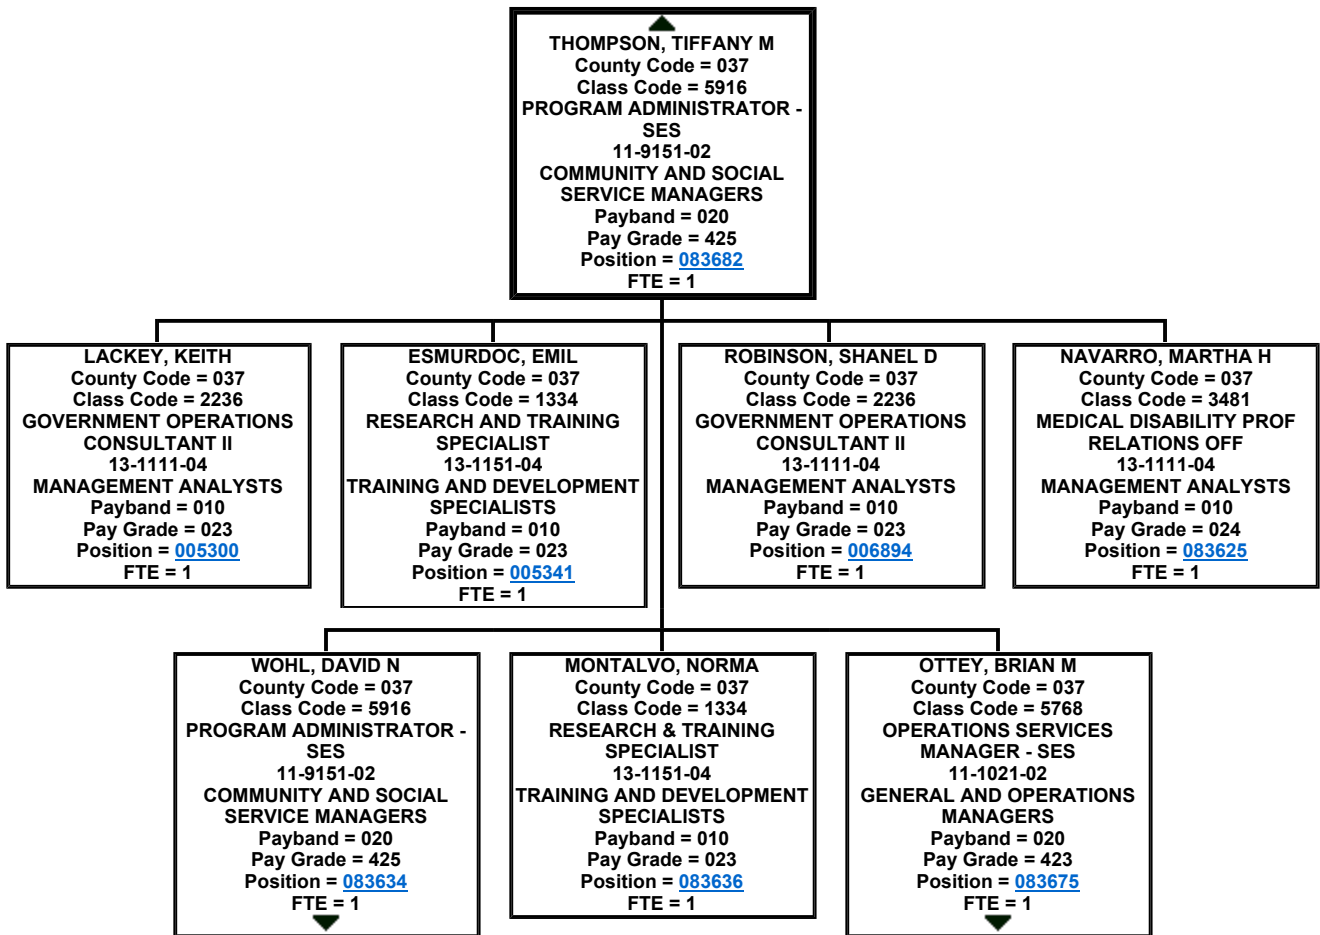 THOMPSON, TIFFANY M
County Code = 037
Class Code = 5916
PROGRAM ADMINISTRATOR -
SES
11-9151-02
COMMUNITY AND SOCIAL
SERVICE MANAGERS
Payband = 020
Pay Grade = 425
Position = 083682
FTE = 1
LACKEY, KEITH
County Code = 037
Class Code = 2236
GOVERNMENT OPERATIONS
CONSULTANT II
13-1111-04
MANAGEMENT ANALYSTS
Payband = 010
Pay Grade = 023
Position = 005300
FTE = 1
ESMURDOC, EMIL
County Code = 037
Class Code = 1334
RESEARCH AND TRAINING
SPECIALIST
13-1151-04
TRAINING AND DEVELOPMENT
SPECIALISTS
Payband = 010
Pay Grade = 023
Position = 005341
FTE = 1
ROBINSON, SHANEL D
County Code = 037
Class Code = 2236
GOVERNMENT OPERATIONS
CONSULTANT II
13-1111-04
MANAGEMENT ANALYSTS
Payband = 010
Pay Grade = 023
Position = 006894
FTE = 1
NAVARRO, MARTHA H
County Code = 037
Class Code = 3481
MEDICAL DISABILITY PROF
RELATIONS OFF
13-1111-04
MANAGEMENT ANALYSTS
Payband = 010
Pay Grade = 024
Position = 083625
FTE = 1
WOHL, DAVID N
County Code = 037
Class Code = 5916
PROGRAM ADMINISTRATOR -
SES
11-9151-02
COMMUNITY AND SOCIAL
SERVICE MANAGERS
Payband = 020
Pay Grade = 425
Position = 083634
FTE = 1
MONTALVO, NORMA
County Code = 037
Class Code = 1334
RESEARCH & TRAINING
SPECIALIST
13-1151-04
TRAINING AND DEVELOPMENT
SPECIALISTS
Payband = 010
Pay Grade = 023
Position = 083636
FTE = 1
OTTEY, BRIAN M
County Code = 037
Class Code = 5768
OPERATIONS SERVICES
MANAGER - SES
11-1021-02
GENERAL AND OPERATIONS
MANAGERS
Payband = 020
Pay Grade = 423
Position = 083675
FTE = 1